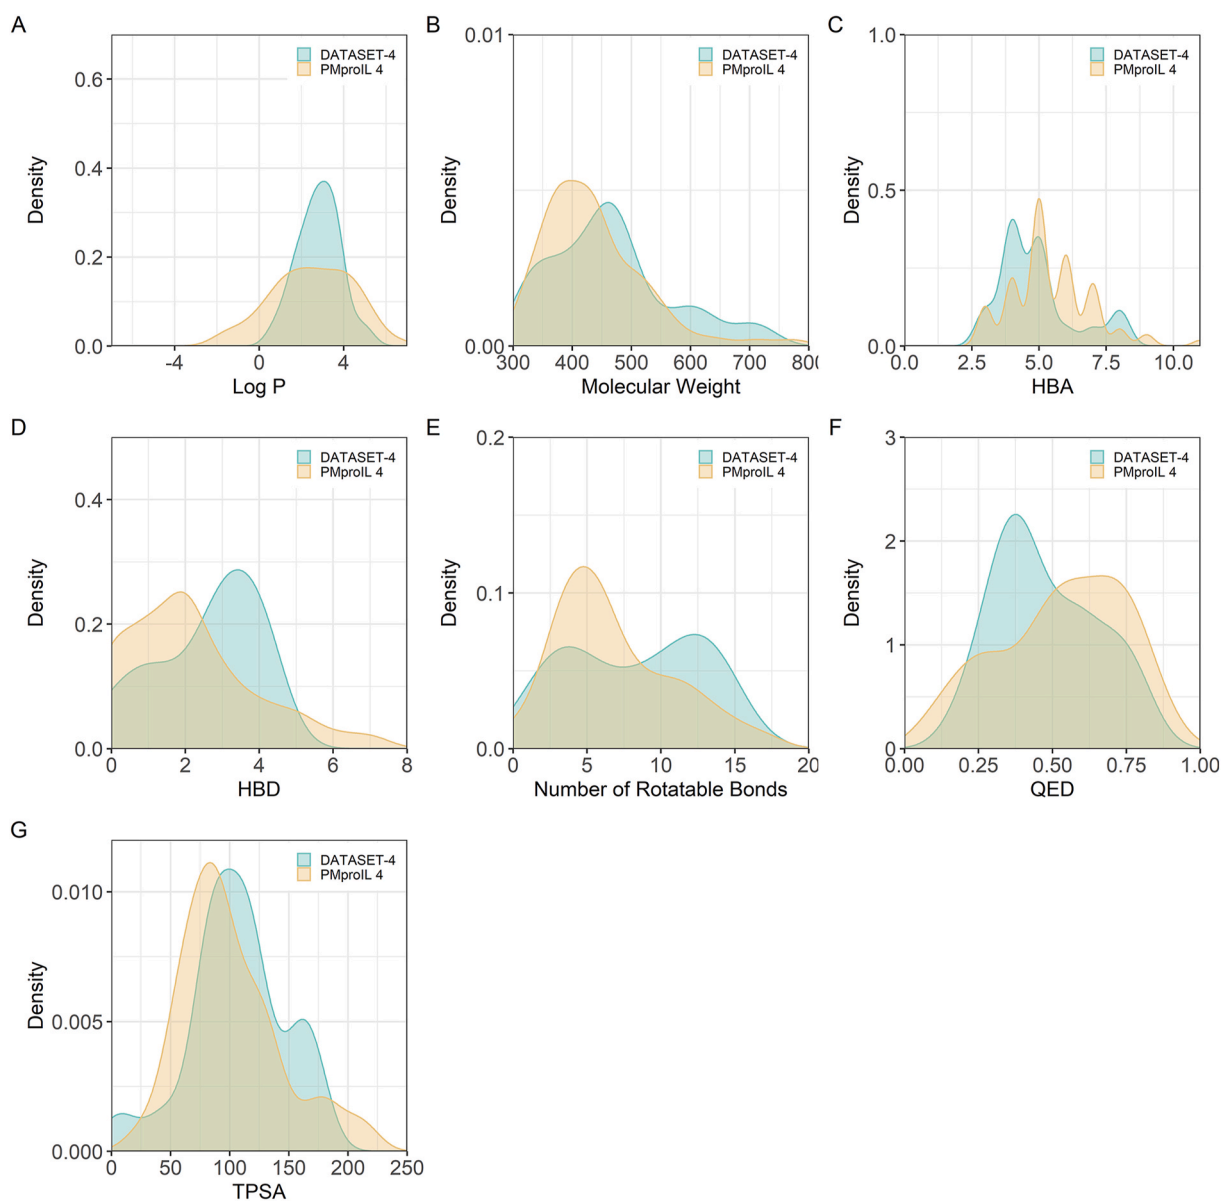 A
DATASET-4
PMproIL 4
0.6
0.4
0.2
0.0
Density
-4
0
4
Log P
B
DATASET-4
PMproIL 4
0.01
0.00
Density
300
400
500
600
700
800
Molecular Weight
C
DATASET-4
PMproIL 4
1.0
0.5
0.0
Density
0.0
2.5
5.0
7.5
10.0
HBA
D
DATASET-4
PMproIL 4
0.4
0.2
0.0
Density
0
2
4
6
8
HBD
E
DATASET-4
PMproIL 4
0.2
0.1
0.0
Density
0
5
10
15
20
Number of Rotatable Bonds
F
DATASET-4
PMproIL 4
3
2
1
0
Density
0.00
0.25
0.50
0.75
1.00
QED
G
DATASET-4
PMproIL 4
0.010
0.005
0.000
Density
0
50
100
150
200
250
TPSA